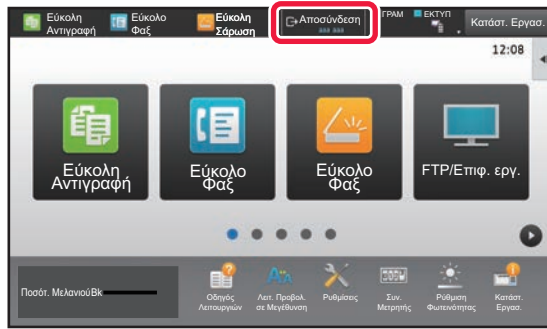 Εύκολη
Αντιγραφή
Εύκολο
Φαξ
Εύκολη
Σάρωση
Αποσύνδεση
ΓΡΑΜ
ΕΚΤΥΠ
Κατάστ. Εργασ.
12:08
Εύκολη
Αντιγραφή
Εύκολο
Φαξ
Εύκολο
Φαξ
FTP/Επιφ. εργ.
Ποσότ. ΜελανιούBk
Οδηγός
Λειτουργιών
Λειτ. Προβολ.
σε Μεγέθυνση
Ρυθμίσεις
Συν.
Μετρητής
Ρύθμιση
Φωτεινότητας
Κατάστ.
Εργασ.